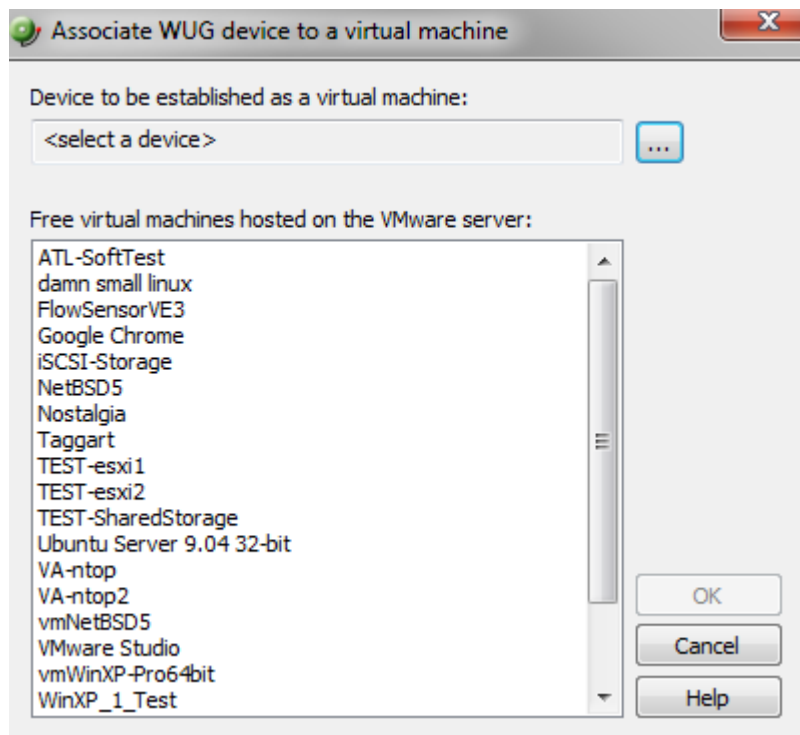 Associate WUG device to a virtual machine
Device to be established as a virtual machine:
<select a device>
...
Free virtual machines hosted on the VMware server:
ATL-SoftTest
damn small linux
FlowSensorVE3
Google Chrome
iSCSI-Storage
NetBSD5
Nostalgia
Taggart
TEST-esxi1
TEST-esxi2
TEST-SharedStorage
Ubuntu Server 9.04 32-bit
VA-ntop
VA-ntop2
vmNetBSD5
VMware Studio
vmWinXP-Pro64bit
WinXP_1_Test
OK
Cancel
Help